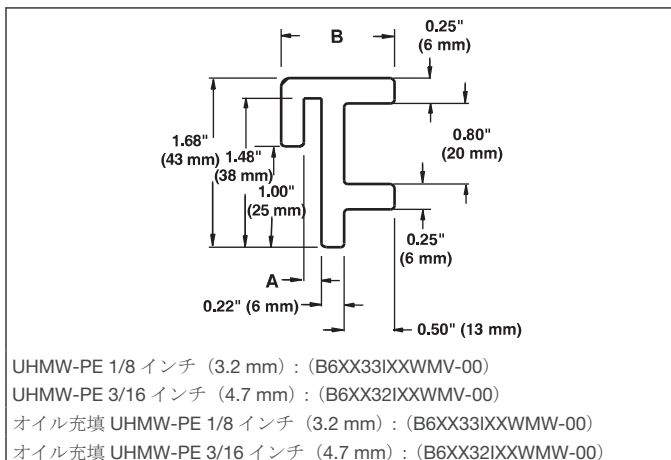 B
0.25"
(6 mm)
1.68"
(43 mm)
1.48"
(38 mm)
0.80"
(20 mm)
1.00"
(25 mm)
0.25"
(6 mm)
A
0.22" (6 mm)
0.50" (13 mm)
UHMW-PE 1/8 インチ（3.2 mm）:（B6XX33IXXWMV-00）
UHMW-PE 3/16 インチ（4.7 mm）:（B6XX32IXXWMV-00）
オイル充填 UHMW-PE 1/8 インチ（3.2 mm）:（B6XX33IXXWMW-00）
オイル充填 UHMW-PE 3/16 インチ（4.7 mm）:（B6XX32IXXWMW-00）